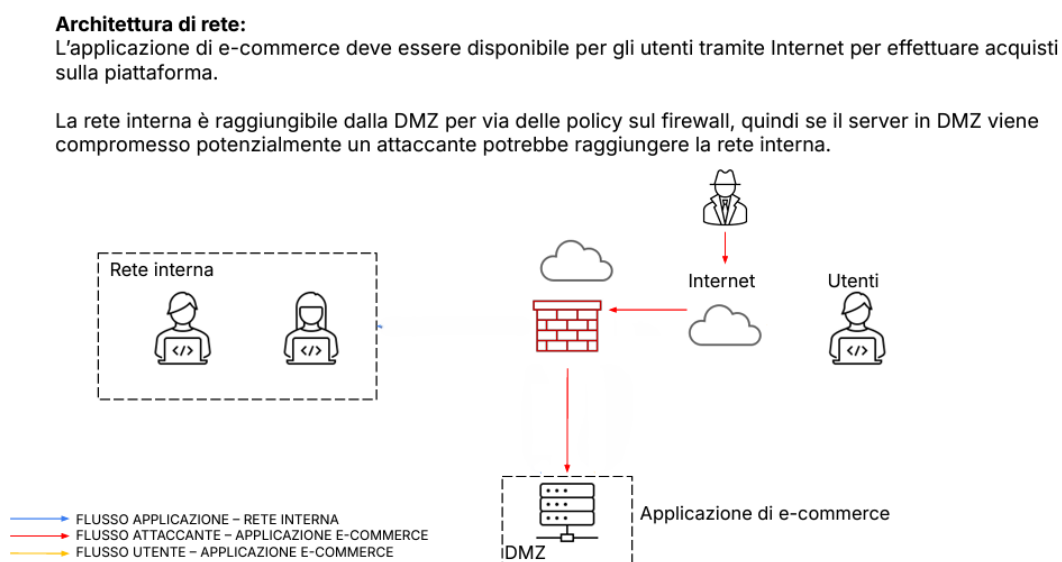 Architettura di rete:
L’applicazione di e-commerce deve essere disponibile per gli utenti tramite Internet per effettuare acquisti
sulla piattaforma.
La rete interna è raggiungibile dalla DMZ per via delle policy sul firewall, quindi se il server in DMZ viene
compromesso potenzialmente un attaccante potrebbe raggiungere la rete interna.
Rete interna
Internet
Utenti
</>
</>
</>
Applicazione di e-commerce
DMZ
FLUSSO APPLICAZIONE – RETE INTERNA
FLUSSO ATTACCANTE – APPLICAZIONE E-COMMERCE
FLUSSO UTENTE – APPLICAZIONE E-COMMERCE